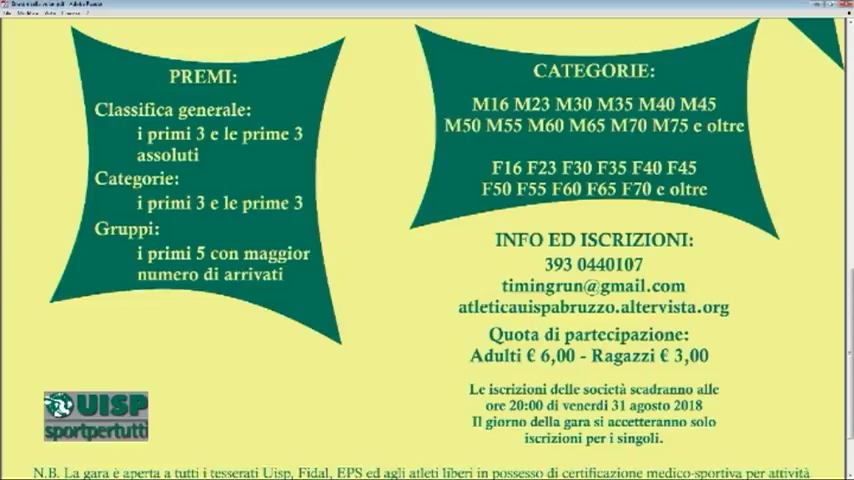 PREMI:
Classifica generale:
i primi 3 e le prime 3
assoluti
Categorie:
i primi 3 e le prime 3
Gruppi:
i primi 5 con maggior
numero di arrivati
CATEGORIE:
M16 M23 M30 M35 M40 M45
M50 M55 M60 M65 M70 M75 e oltre
F16 F23 F30 F35 F40 F45
F50 F55 F60 F65 F70 e oltre
INFO ED ISCRIZIONI:
393 0440107
timingrun@gmail.com
atleticauispabruzzo.altervista.org
Quota di partecipazione:
Adulti € 6,00 - Ragazzi € 3,00
Le iscrizioni delle società scadranno alle
ore 20:00 di venerdì 31 agosto 2018
Il giorno della gara si accetteranno solo
iscrizioni per i singoli.
UISP
sportpertutti
N.B. La gara è aperta a tutti i tesserati Uisp, Fidal, EPS ed agli atleti liberi in possesso di certificazione medico-sportiva per attività